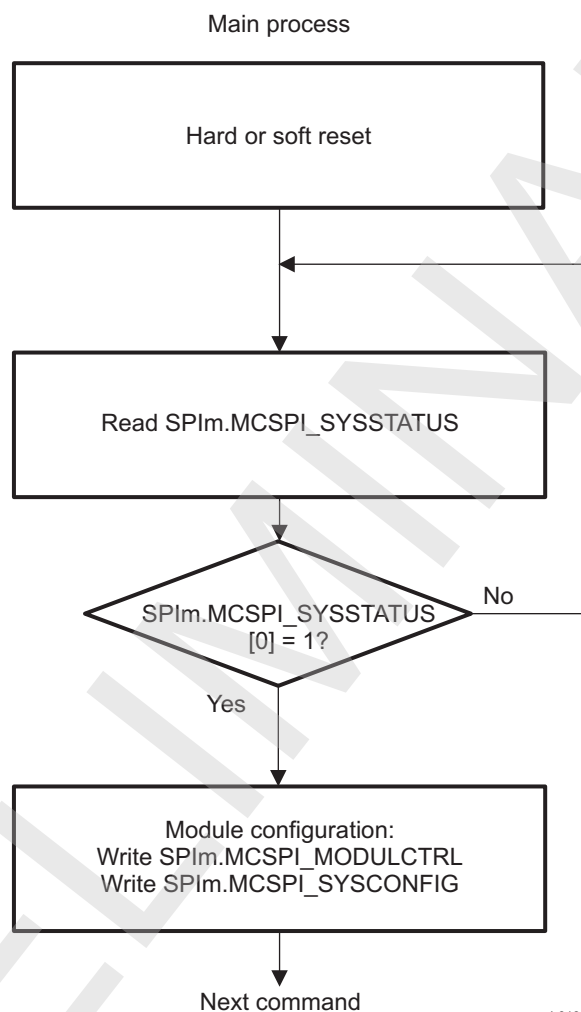 Main process
Hard or soft reset
Read SPIm.MCSPI_SYSSTATUS
SPIm.MCSPI_SYSSTATUS
[0] = 1?
No
Yes
Module configuration:
Write SPIm.MCSPI_MODULCTRL
Write SPIm.MCSPI_SYSCONFIG
Next command